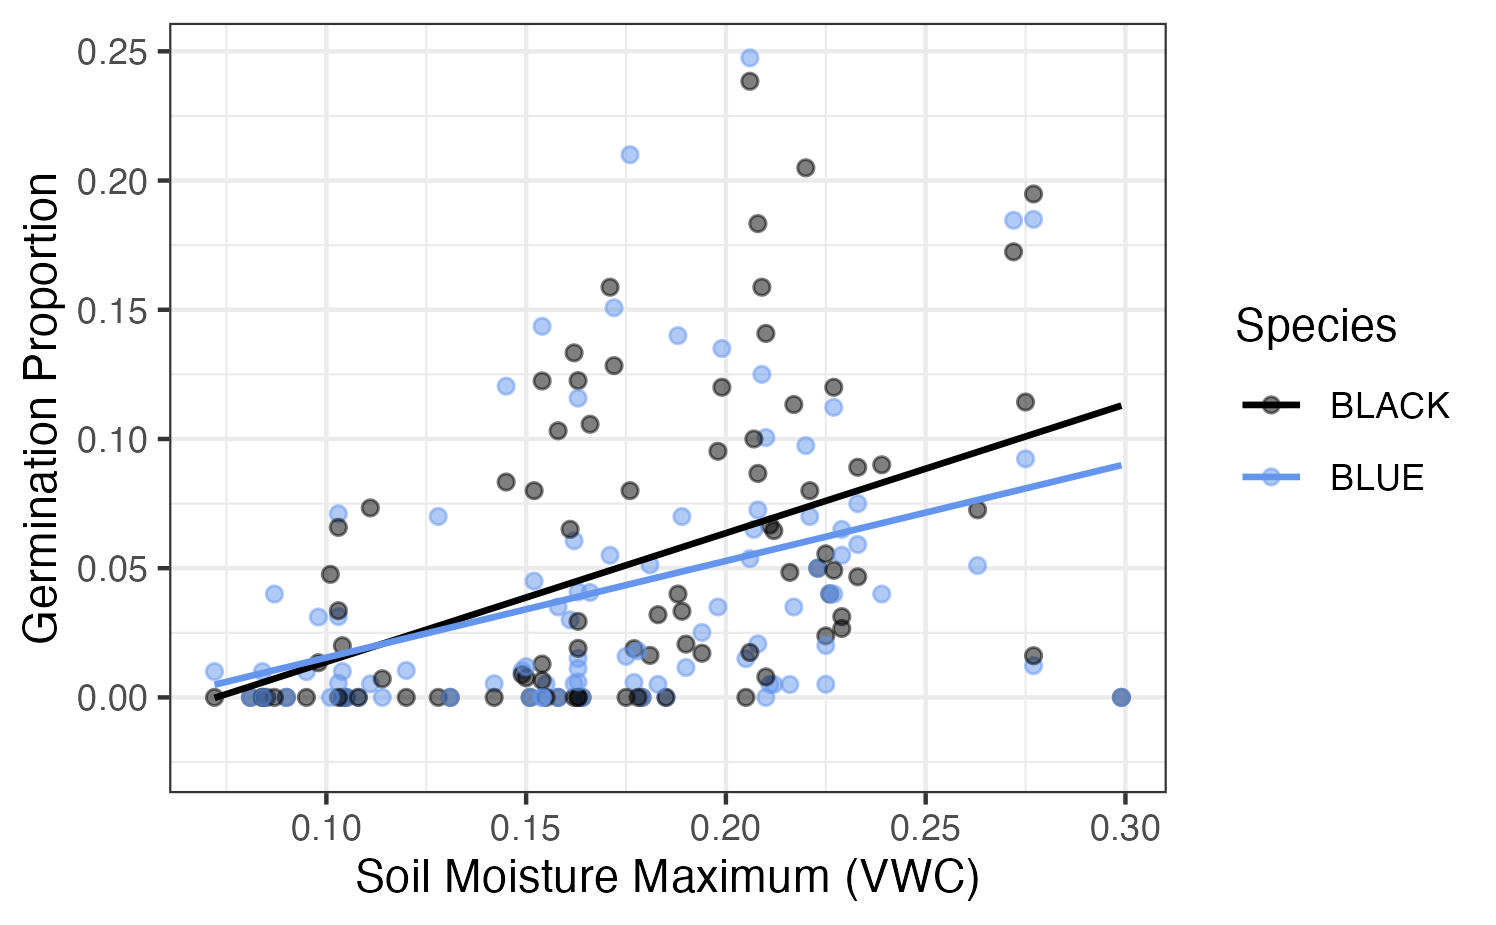 0.25
0.20
0.15
0.10
0.05
0.00
Germination Proportion
0.10 0.15 0.20 0.25 0.30
Soil Moisture Maximum (VWC)
Species
BLACK
BLUE